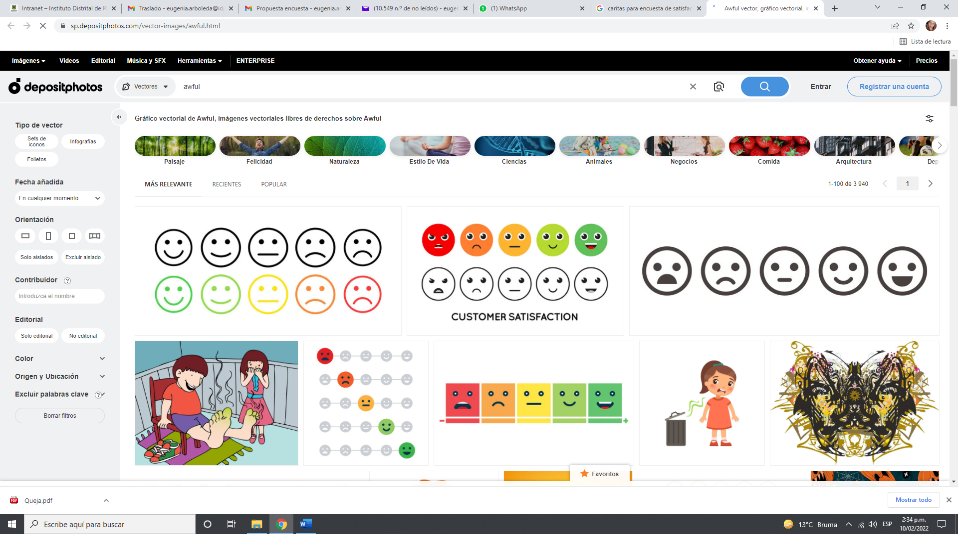 Intranet – Instituto Distrital de P
Traslado - eugenia.arboleda@id
Propuesta encuesta - eugenia.ar
(10.549 n.º de no leídos) - euge
(1) WhatsApp
caritas para encuesta de satisfac
Awful vector, gráfico vectorial
sp.depositphotos.com/vector-images/awful.html
Lista de lectura
Imágenes
Vídeos
Editorial
Música y SFX
Herramientas
ENTERPRISE
Obtener ayuda
Precios
depositphotos
Vectores
awful
Entrar
Registrar una cuenta
Gráfico vectorial de Awful, imágenes vectoriales libres de derechos sobre Awful
Paisaje
Felicidad
Naturaleza
Estilo De Vida
Ciencias
Animales
Negocios
Comida
Arquitectura
MÁS RELEVANTE
RECIENTES
POPULAR
1-100 de 3 940
1
Tipo de vector
Sets de
iconos
Infografías
Folletos
Fecha añadida
En cualquier momento
Orientación
Solo aislados
Excluir aislado
Contribuidor
Introduzca el nombre
Editorial
Solo editorial
No editorial
Color
Origen y Ubicación
Excluir palabras clave
Borrar filtros
CUSTOMER SATISFACTION
Favoritos
Queja.pdf
Mostrar todo
Escribe aquí para buscar
13°C Bruma
ESP
2:34 p.m.
10/02/2022